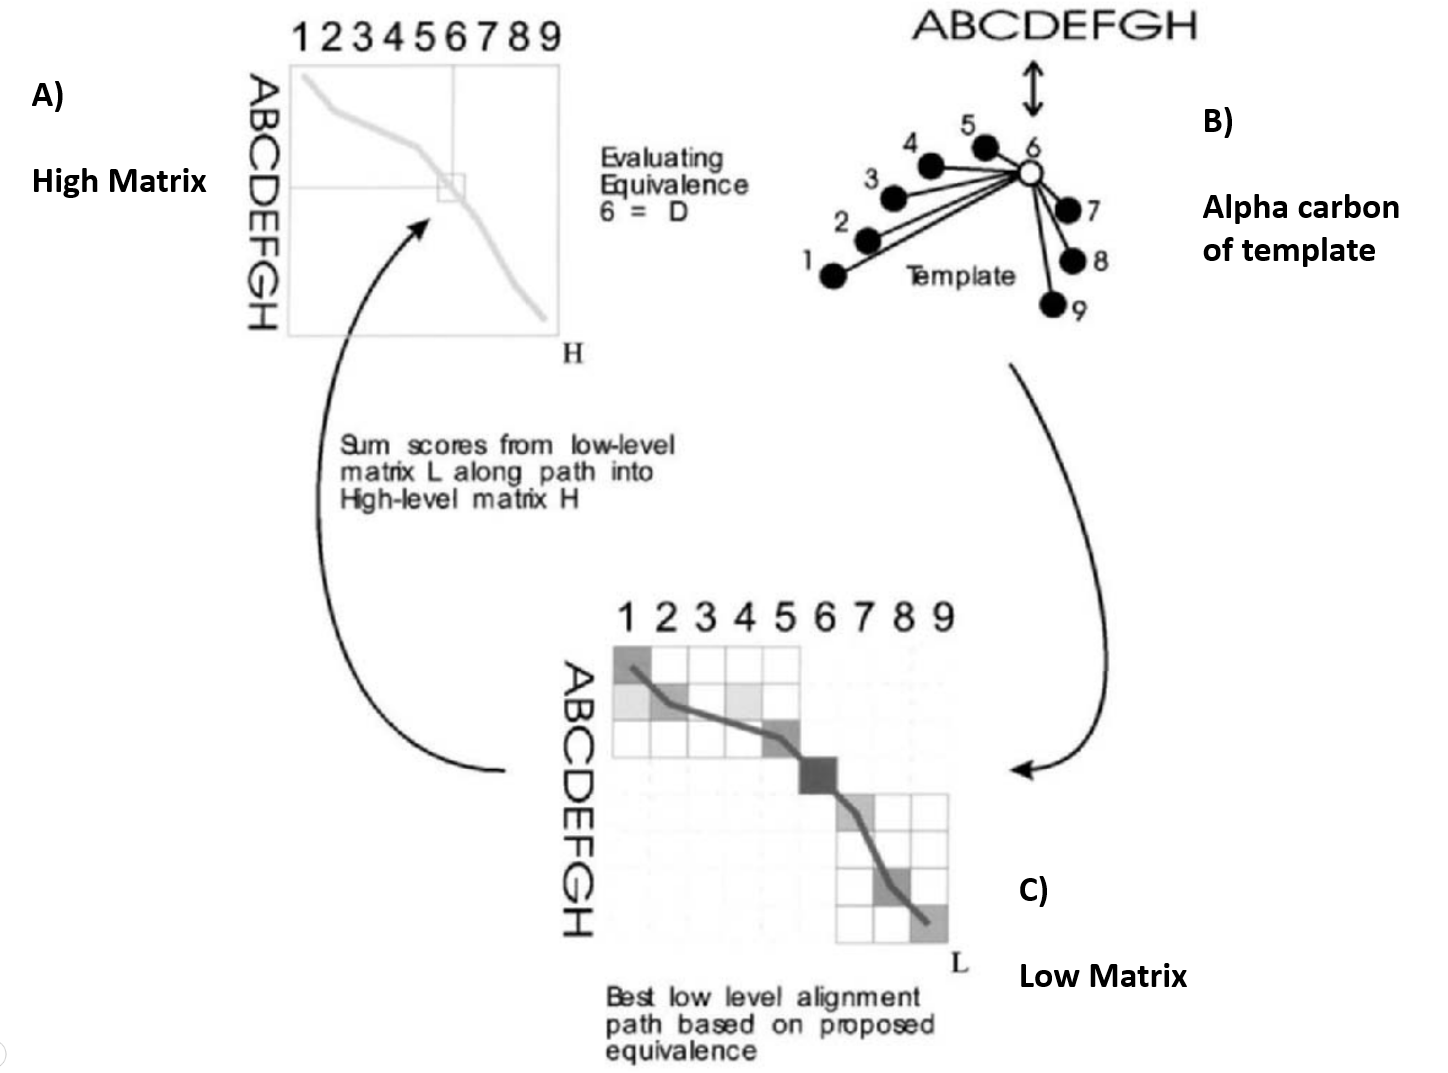 1 2 3 4 5 6 7 8 9
ABCDEFGH
A)
High Matrix
Evaluating
Equivalence
6 = D
H
ABCDEFGH
B)
Alpha carbon
of template
1
2
3
4
5
6
7
8
9
Template
Sum scores from low-level
matrix L along path into
High-level matrix H
1 2 3 4 5 6 7 8 9
ABCDEFGH
L
C)
Low Matrix
Best low level alignment
path based on proposed
equivalence